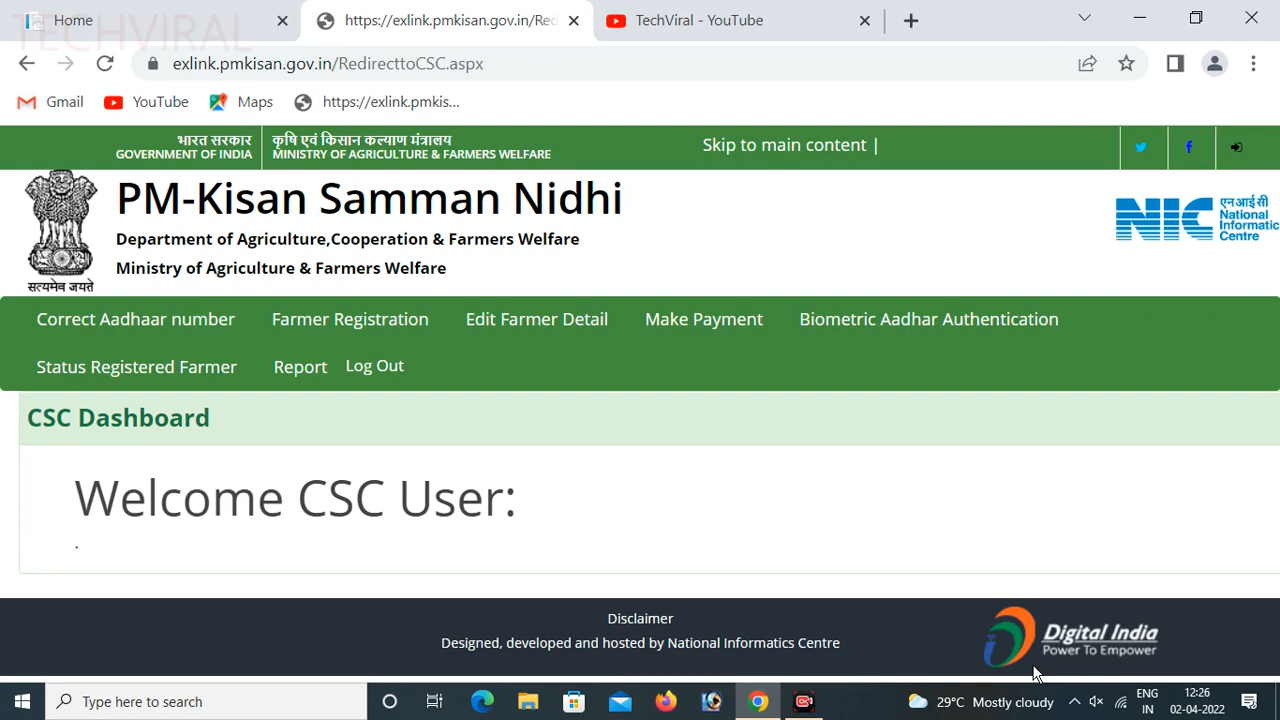 Home
https://exlink.pmkisan.gov.in/Red
TechViral - YouTube
TECHVIRAL
exlink.pmkisan.gov.in/RedirecttoCSC.aspx
Gmail
YouTube
Maps
https://exlink.pmkis...
भारत सरकार
GOVERNMENT OF INDIA
कृषि एवं किसान कल्याण मंत्रालय
MINISTRY OF AGRICULTURE & FARMERS WELFARE
Skip to main content |
PM-Kisan Samman Nidhi
Department of Agriculture,Cooperation & Farmers Welfare
Ministry of Agriculture & Farmers Welfare
सत्यमेव जयते
NIC
एनआईसी
National
Informatic
Centre
Correct Aadhaar number
Farmer Registration
Edit Farmer Detail
Make Payment
Biometric Aadhar Authentication
Status Registered Farmer
Report
Log Out
CSC Dashboard
Welcome CSC User:
.
Disclaimer
Designed, developed and hosted by National Informatics Centre
Digital India
Power To Empower
Type here to search
29°C Mostly cloudy
ENG
IN
12:26
02-04-2022